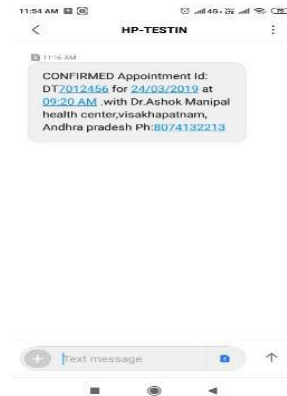 11:54 AM
HP-TESTIN
11:16 AM
CONFIRMED Appointment Id:
DT7012456 for 24/03/2019 at
09:20 AM .with Dr.Ashok Manipal
health center,visakhapatnam,
Andhra pradesh Ph:8074132213
Text message